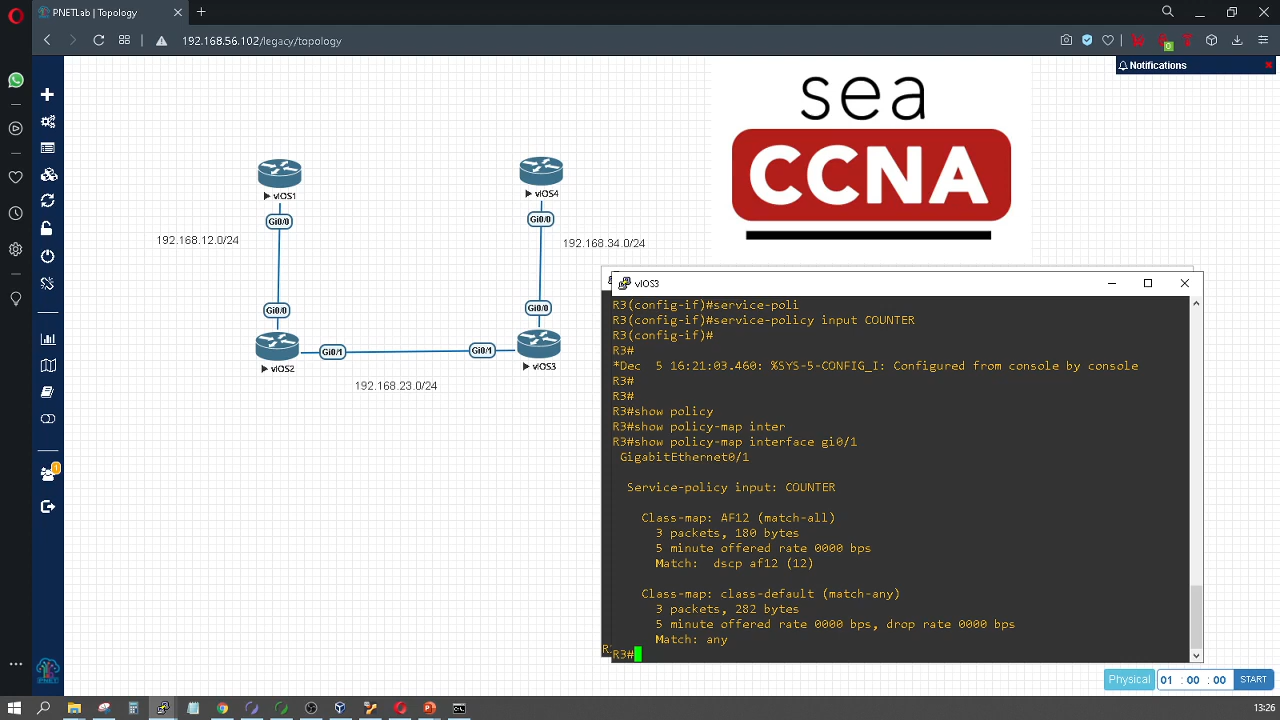 PNETLab | Topology
192.168.56.102/legacy/topology
0
Notifications
sea
CCNA
vIOS1
vIOS4
Gi0/0
Gi0/0
192.168.12.0/24
192.168.34.0/24
Gi0/0
Gi0/0
vIOS2
Gi0/1
Gi0/1
vIOS3
192.168.23.0/24
1
vIOS3
R3(config-if)#service-poli
R3(config-if)#service-policy input COUNTER
R3(config-if)#
R3#
*Dec  5 16:21:03.460: %SYS-5-CONFIG_I: Configured from console by console
R3#
R3#
R3#show policy
R3#show policy-map inter
R3#show policy-map interface gi0/1
GigabitEthernet0/1
Service-policy input: COUNTER
Class-map: AF12 (match-all)
3 packets, 180 bytes
5 minute offered rate 0000 bps
Match:  dscp af12 (12)
Class-map: class-default (match-any)
3 packets, 282 bytes
5 minute offered rate 0000 bps, drop rate 0000 bps
Match: any
R3#
Physical
01 : 00 : 00
START
13:26